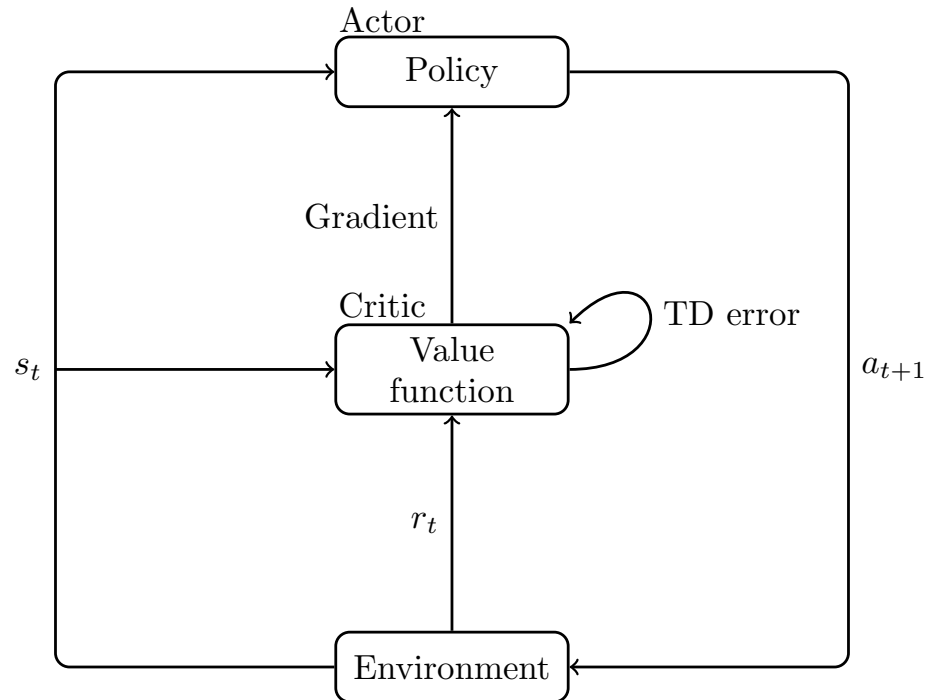 Actor
Policy
Gradient
Critic
TD error
Value
function
s_t
a_{t+1}
r_t
Environment